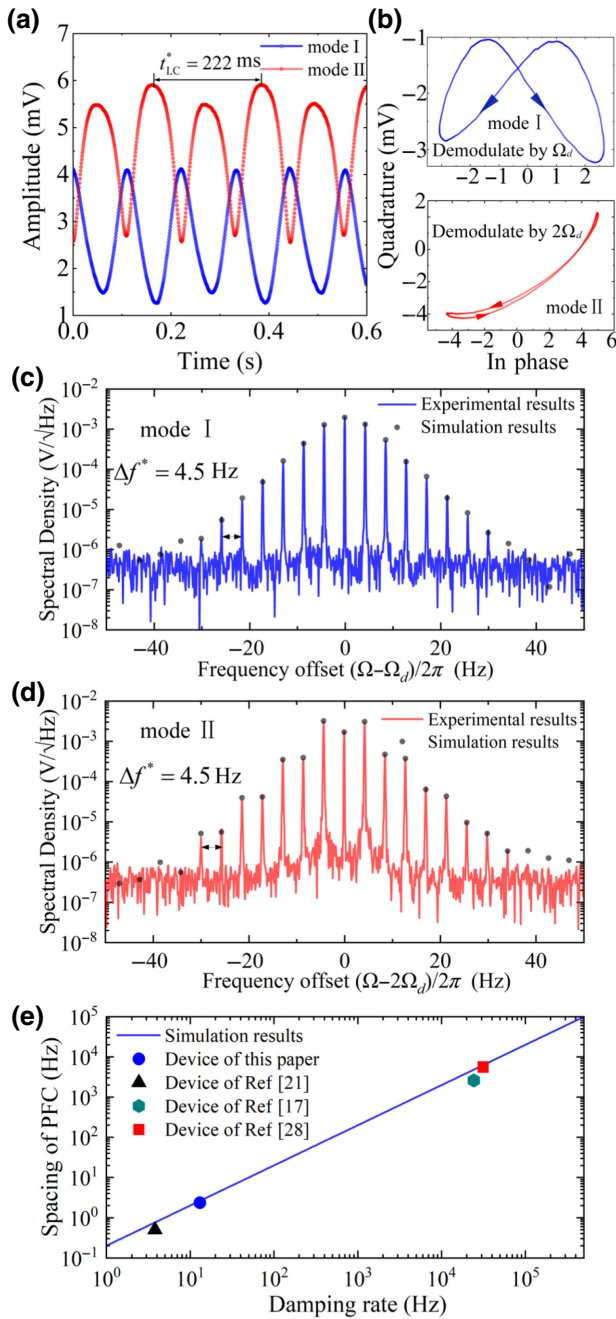 (a)
7
6
5
4
3
2
1
Amplitude (mV)
mode I
mode II
t*LC = 222 ms
0.0 0.2 0.4 0.6
Time (s)
(b)
-1
-2
-3
mode I
Demodulate by Ωd
-2 -1 0 1 2
Quadrature (mV)
2
0
-2
-4
Demodulate by 2Ωd
mode II
-4 -2 0 2 4 6
In phase
(c)
10⁻²
10⁻³
10⁻⁴
10⁻⁵
10⁻⁶
10⁻⁷
10⁻⁸
Spectral Density (V/√Hz)
mode I
Δf* = 4.5 Hz
Experimental results
Simulation results
-40 -20 0 20 40
Frequency offset (Ω−Ωd)/2π (Hz)
(d)
10⁻²
10⁻³
10⁻⁴
10⁻⁵
10⁻⁶
10⁻⁷
10⁻⁸
Spectral Density (V/√Hz)
mode II
Δf* = 4.5 Hz
Experimental results
Simulation results
-40 -20 0 20 40
Frequency offset (Ω−2Ωd)/2π (Hz)
(e)
10⁵
10⁴
10³
10²
10¹
10⁰
10⁻¹
Spacing of PFC (Hz)
Simulation results
Device of this paper
Device of Ref [21]
Device of Ref [17]
Device of Ref [28]
10⁰ 10¹ 10² 10³ 10⁴ 10⁵
Damping rate (Hz)